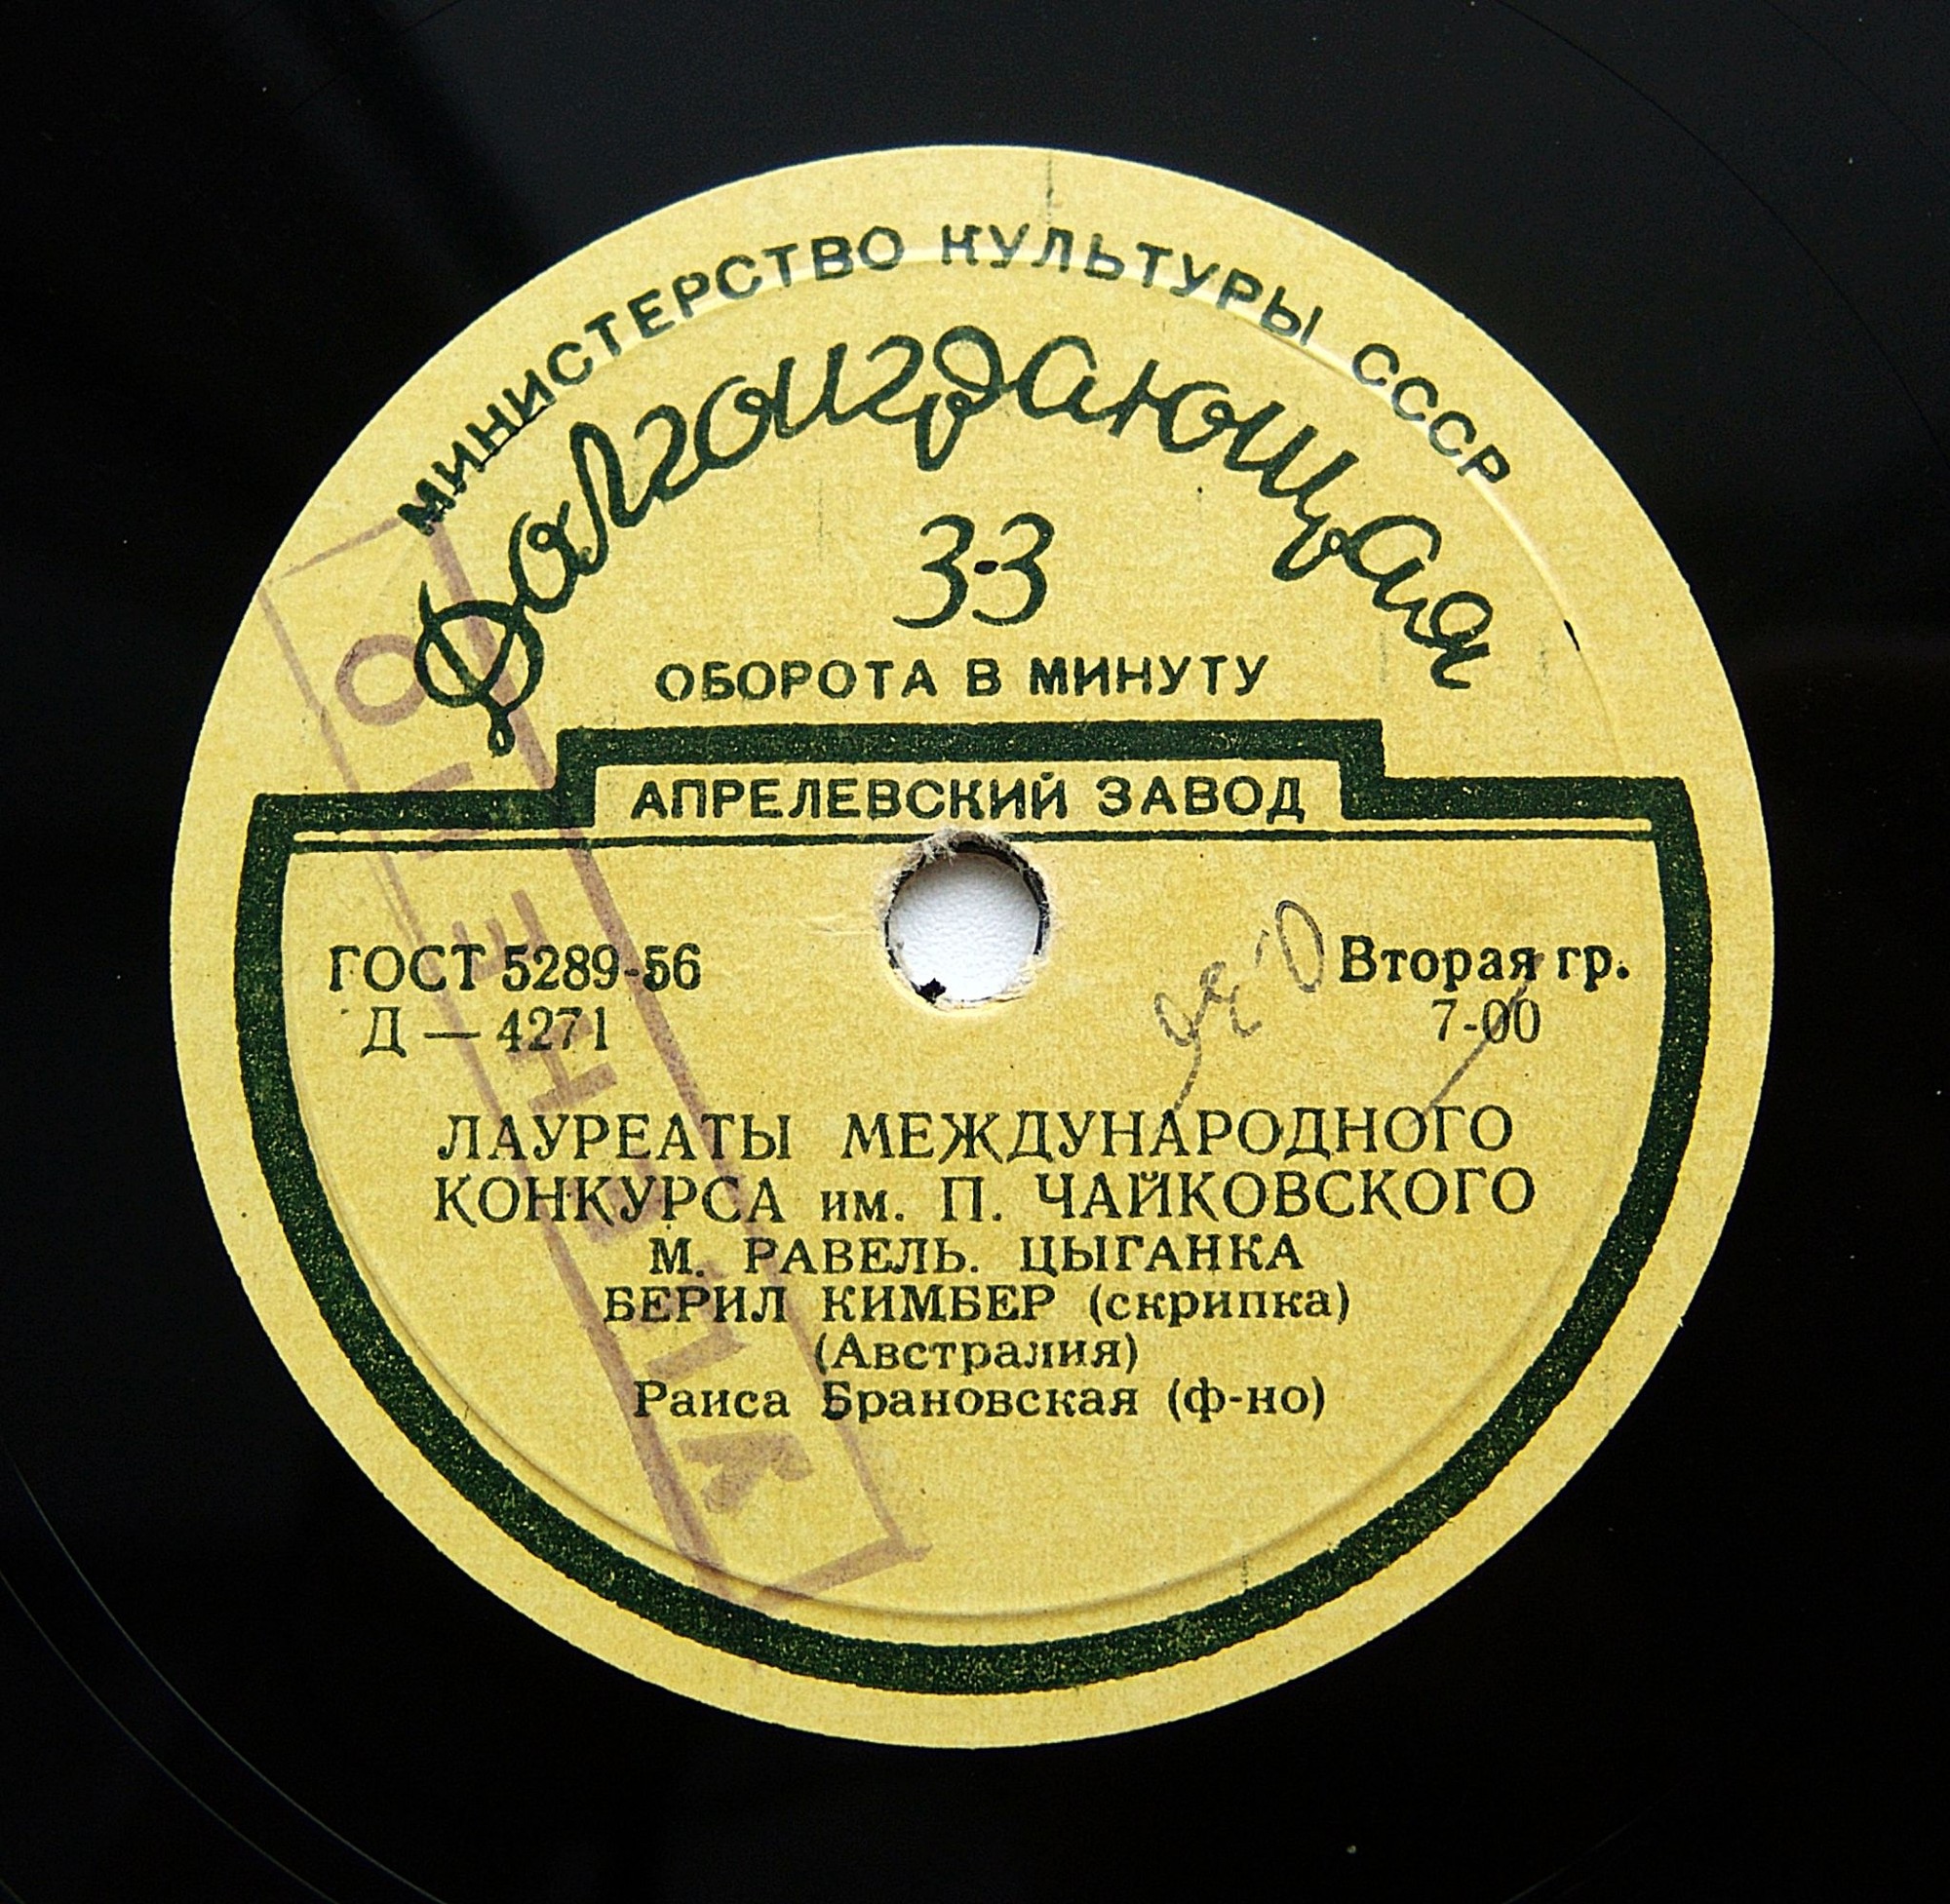 МИНИСТЕРСТВО КУЛЬТУРЫ СССР
Долгоиграющая
33
ОБОРОТА В МИНУТУ
АПРЕЛЕВСКИЙ ЗАВОД
ГОСТ 5289-56
Вторая гр.
Д — 4271
7-00
ЛАУРЕАТЫ МЕЖДУНАРОДНОГО
КОНКУРСА им. П. ЧАЙКОВСКОГО
М. РАВЕЛЬ. ЦЫГАНКА
БЕРИЛ КИМБЕР (скрипка)
(Австралия)
Раиса Брановская (ф-но)